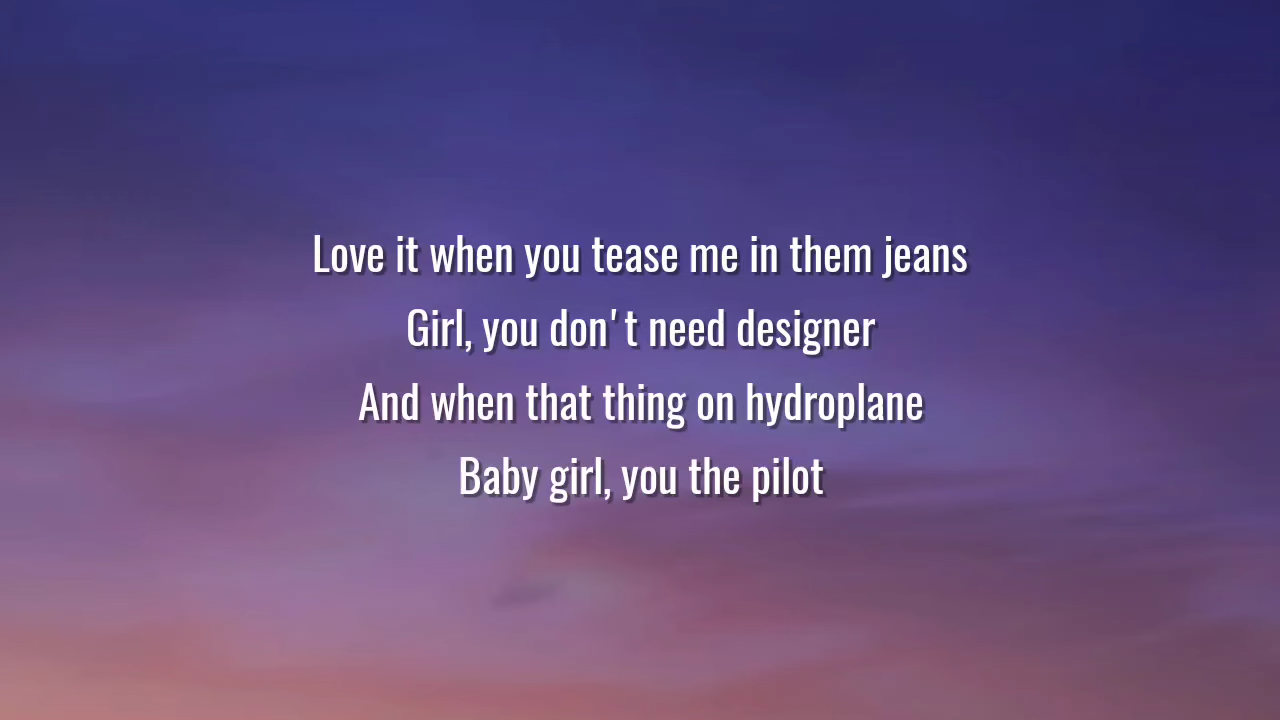 Love it when you tease me in them jeans
Girl, you don't need designer
And when that thing on hydroplane
Baby girl, you the pilot